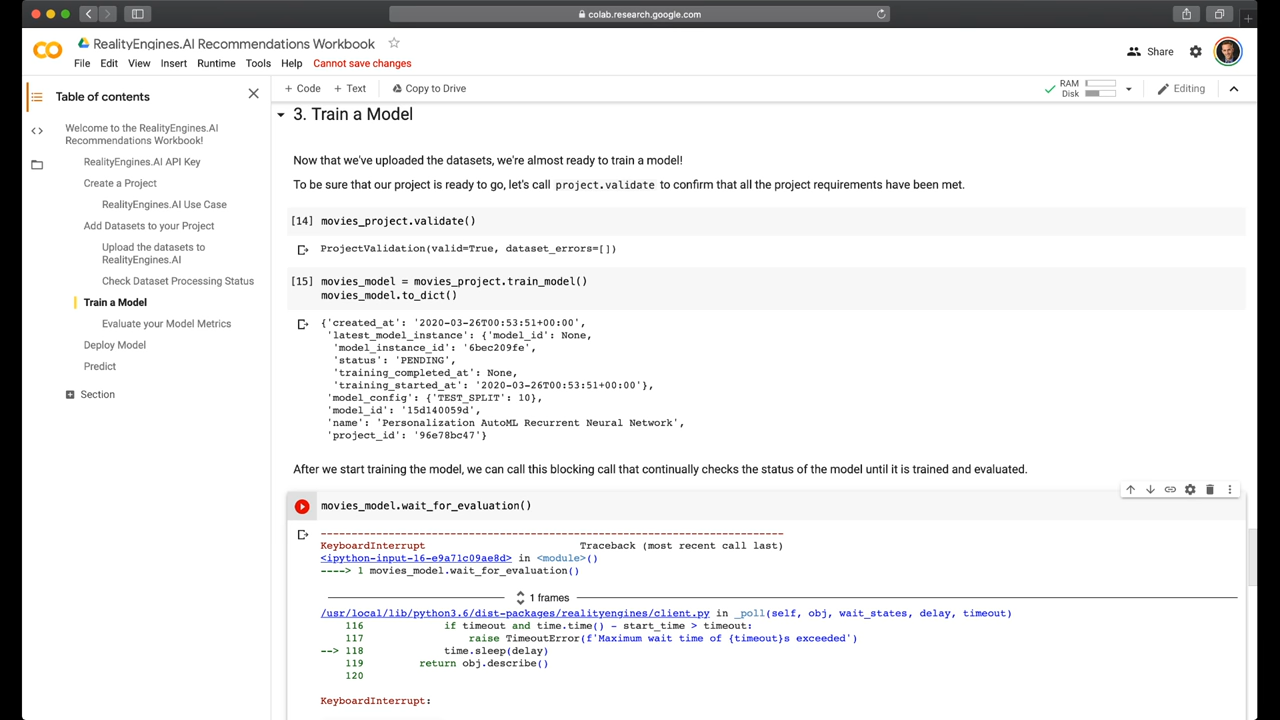 colab.research.google.com
RealityEngines.AI Recommendations Workbook
File Edit View Insert Runtime Tools Help Cannot save changes
Share
+ Code + Text Copy to Drive
RAM
Disk
Editing
Table of contents
Welcome to the RealityEngines.AI
Recommendations Workbook!
RealityEngines.AI API Key
Create a Project
RealityEngines.AI Use Case
Add Datasets to your Project
Upload the datasets to
RealityEngines.AI
Check Dataset Processing Status
Train a Model
Evaluate your Model Metrics
Deploy Model
Predict
Section
3. Train a Model
Now that we've uploaded the datasets, we're almost ready to train a model!
To be sure that our project is ready to go, let's call project.validate to confirm that all the project requirements have been met.
[14] movies_project.validate()
ProjectValidation(valid=True, dataset_errors=[])
[15] movies_model = movies_project.train_model()
movies_model.to_dict()
{'created_at': '2020-03-26T00:53:51+00:00',
'latest_model_instance': {'model_id': None,
'model_instance_id': '6bec209fe',
'status': 'PENDING',
'training_completed_at': None,
'training_started_at': '2020-03-26T00:53:51+00:00'},
'model_config': {'TEST_SPLIT': 10},
'model_id': '15d140059d',
'name': 'Personalization AutoML Recurrent Neural Network',
'project_id': '96e78bc47'}
After we start training the model, we can call this blocking call that continually checks the status of the model until it is trained and evaluated.
movies_model.wait_for_evaluation()
---------------------------------------------------------------------------
KeyboardInterrupt Traceback (most recent call last)
<ipython-input-16-e9a71c09ae8d> in <module>()
----> 1 movies_model.wait_for_evaluation()
1 frames
/usr/local/lib/python3.6/dist-packages/realityengines/client.py in _poll(self, obj, wait_states, delay, timeout)
116 if timeout and time.time() - start_time > timeout:
117 raise TimeoutError(f'Maximum wait time of {timeout}s exceeded')
--> 118 time.sleep(delay)
119 return obj.describe()
120
KeyboardInterrupt: